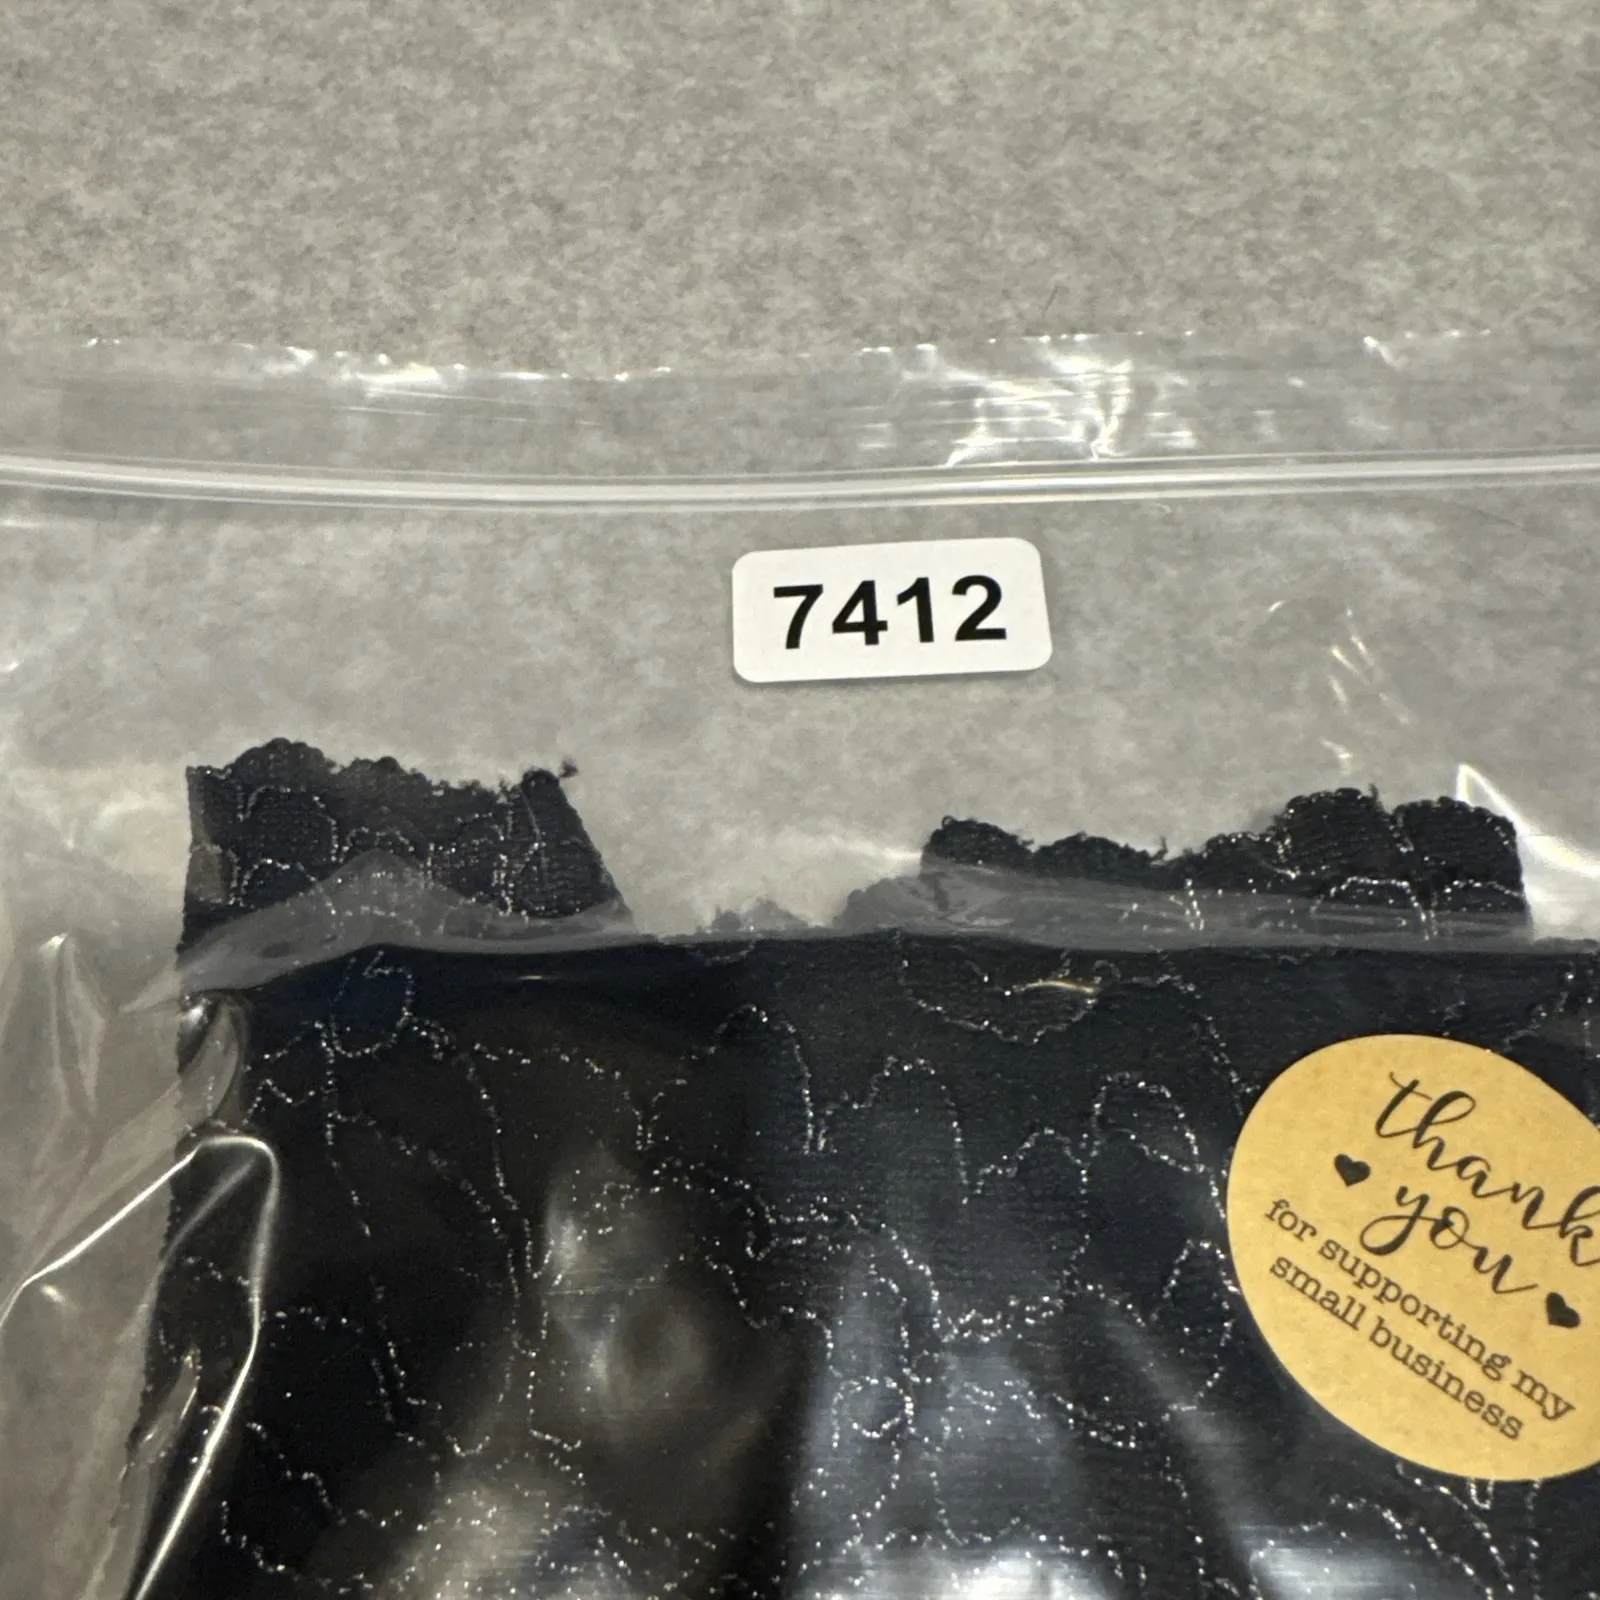 7412
thank
you
for supporting my
small business